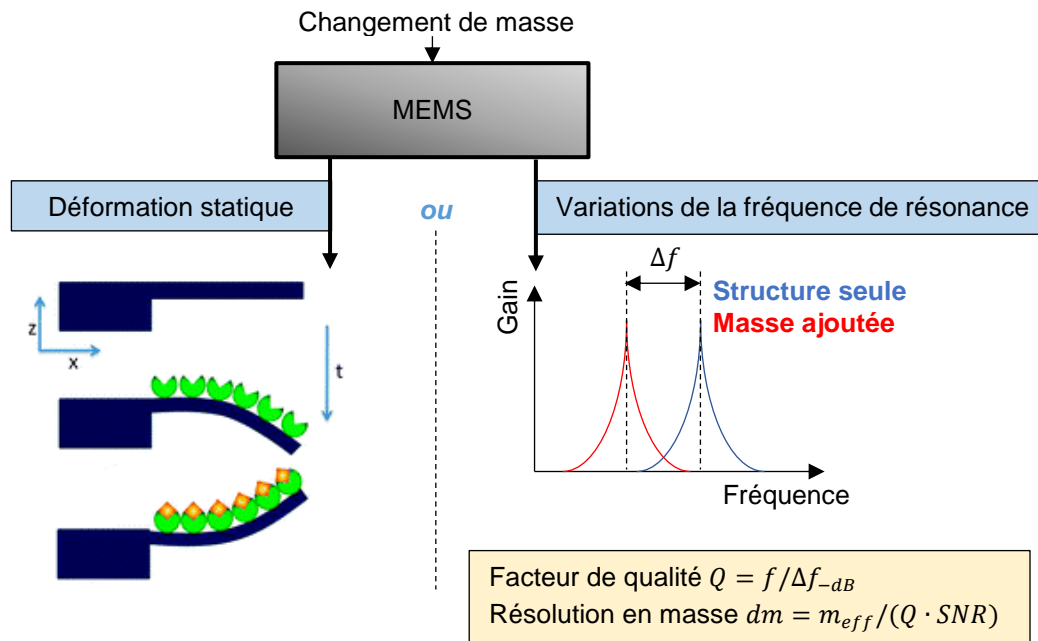 Changement de masse
MEMS
Déformation statique
ou
Variations de la fréquence de résonance
z
x
t
Δf
Gain
Structure seule
Masse ajoutée
Fréquence
Facteur de qualité Q = f/Δf₋dB
Résolution en masse dm = m_eff/(Q · SNR)